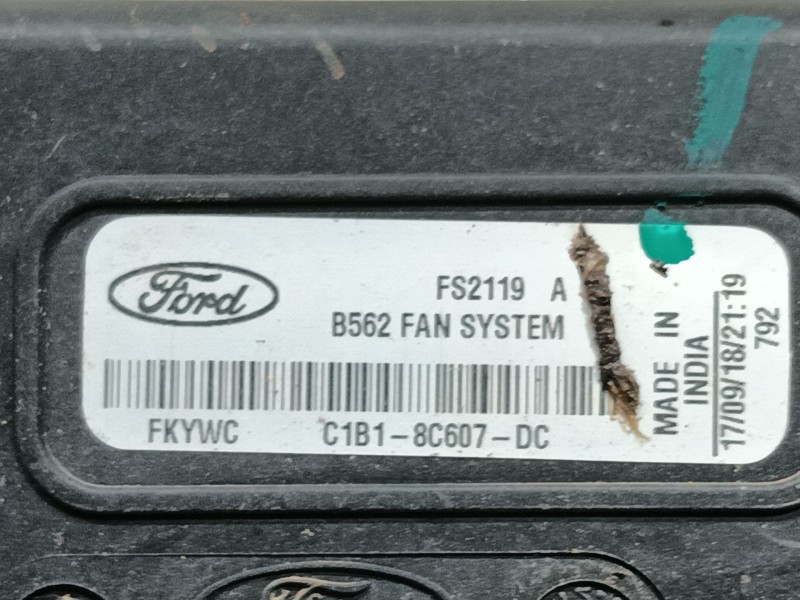 Ford
FS2119 A
B562 FAN SYSTEM
FKYWC C1B1-8C607-DC
MADE IN
INDIA
17/09/18/21:19
792